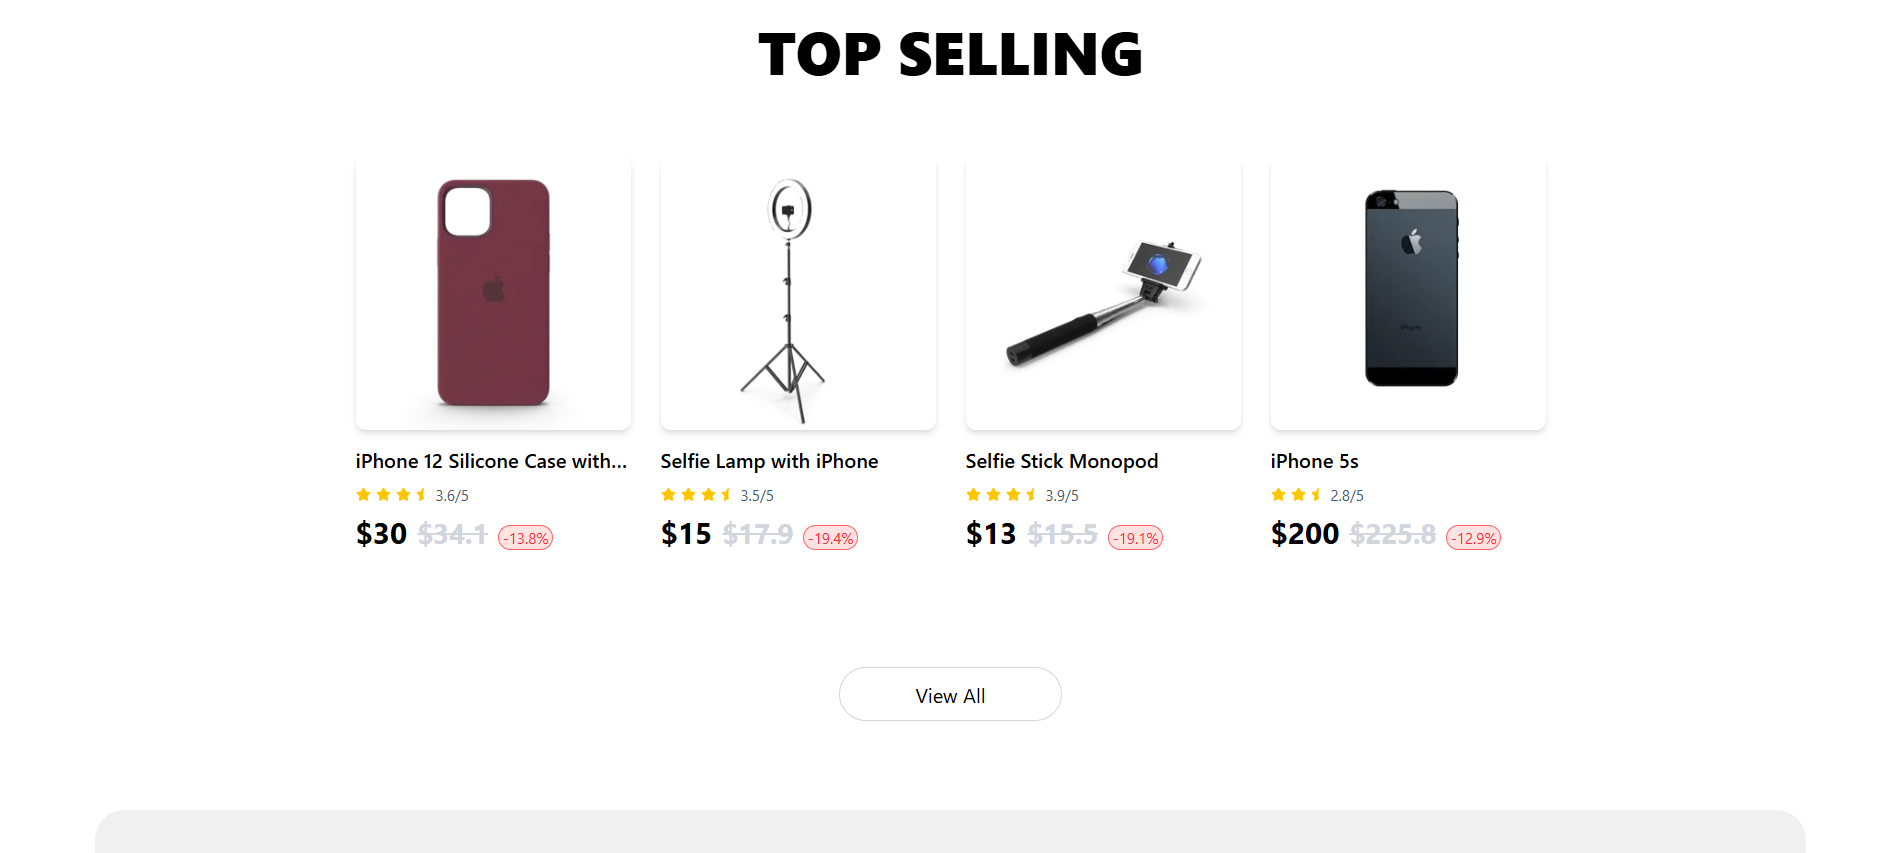 TOP SELLING
iPhone 12 Silicone Case with...
3.6/5
$30 $34.1 -13.8%
Selfie Lamp with iPhone
3.5/5
$15 $17.9 -19.4%
Selfie Stick Monopod
3.9/5
$13 $15.5 -19.1%
iPhone
iPhone 5s
2.8/5
$200 $225.8 -12.9%
View All